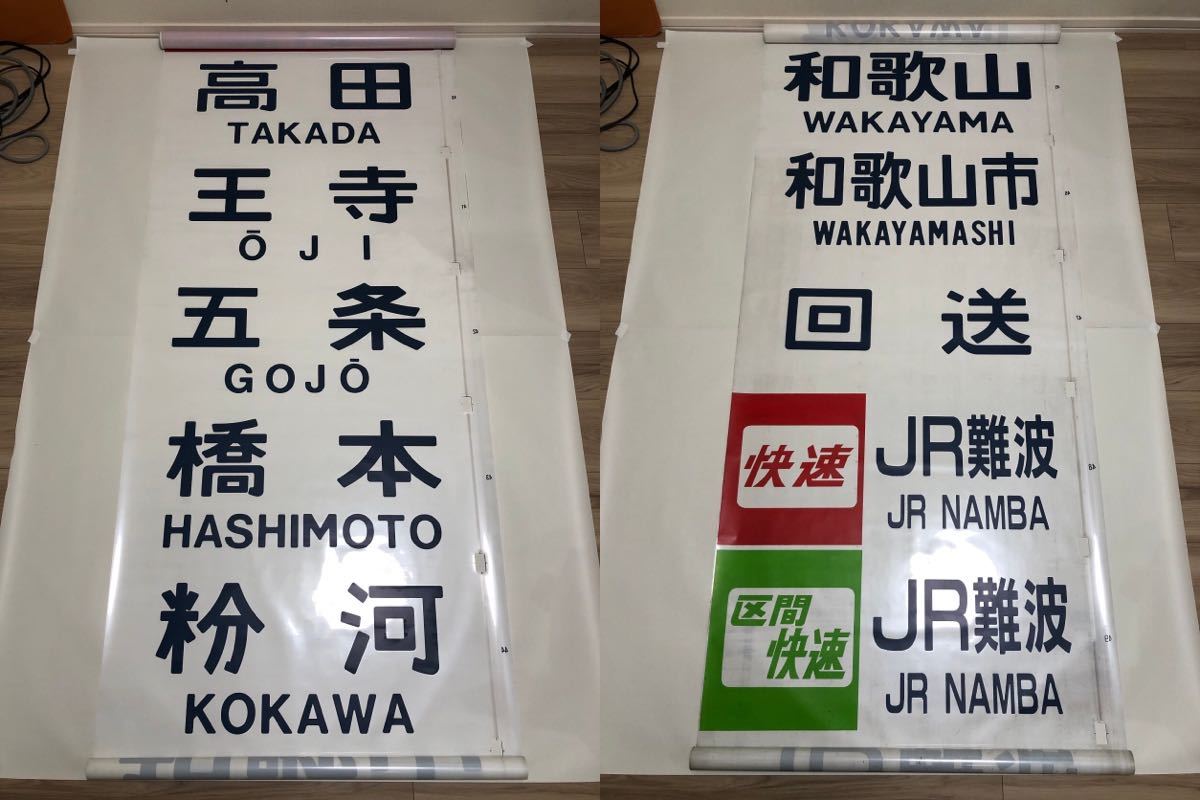 高田
TAKADA
王寺
ŌJI
五条
GOJŌ
橋本
HASHIMOTO
粉河
KOKAWA
和歌山
WAKAYAMA
和歌山市
WAKAYAMASHI
回送
快速
JR難波
JR NAMBA
区間
快速
JR難波
JR NAMBA